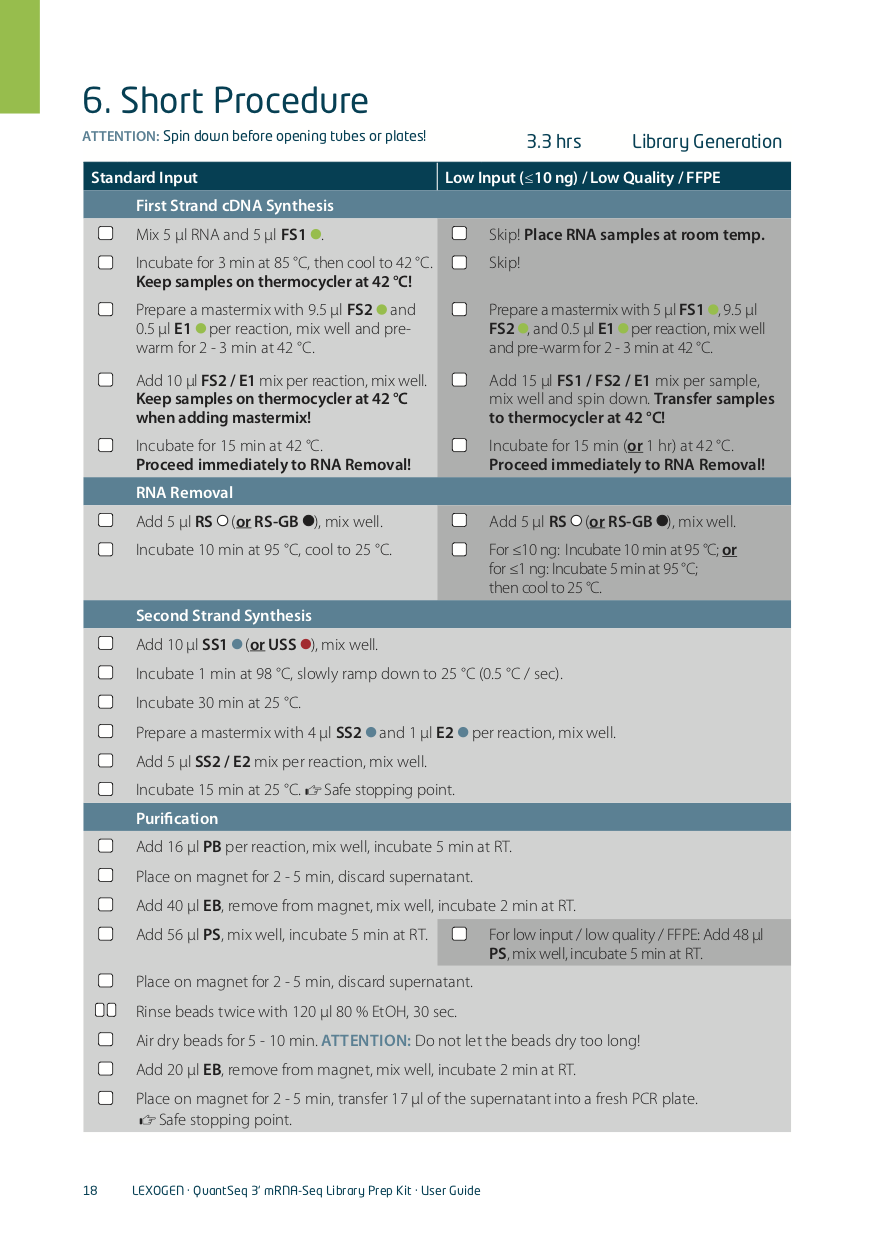 6. Short Procedure
ATTENTION: Spin down before opening tubes or plates!
3.3 hrs Library Generation
Standard Input
Low Input (≤10 ng) / Low Quality / FFPE
First Strand cDNA Synthesis
Mix 5 µl RNA and 5 µl FS1 ●.
Skip! Place RNA samples at room temp.
Incubate for 3 min at 85 °C, then cool to 42 °C.
Keep samples on thermocycler at 42 °C!
Skip!
Prepare a mastermix with 9.5 µl FS2 ● and
0.5 µl E1 ● per reaction, mix well and pre-
warm for 2 - 3 min at 42 °C.
Prepare a mastermix with 5 µl FS1 ●, 9.5 µl
FS2 ●, and 0.5 µl E1 ● per reaction, mix well
and pre-warm for 2 - 3 min at 42 °C.
Add 10 µl FS2 / E1 mix per reaction, mix well.
Keep samples on thermocycler at 42 °C
when adding mastermix!
Add 15 µl FS1 / FS2 / E1 mix per sample,
mix well and spin down. Transfer samples
to thermocycler at 42 °C!
Incubate for 15 min at 42 °C.
Proceed immediately to RNA Removal!
Incubate for 15 min (or 1 hr) at 42 °C.
Proceed immediately to RNA Removal!
RNA Removal
Add 5 µl RS ○ (or RS-GB ●), mix well.
Add 5 µl RS ○ (or RS-GB ●), mix well.
Incubate 10 min at 95 °C, cool to 25 °C.
For ≤10 ng: Incubate 10 min at 95 °C; or
for ≤1 ng: Incubate 5 min at 95 °C;
then cool to 25 °C.
Second Strand Synthesis
Add 10 µl SS1 ● (or USS ●), mix well.
Incubate 1 min at 98 °C, slowly ramp down to 25 °C (0.5 °C / sec).
Incubate 30 min at 25 °C.
Prepare a mastermix with 4 µl SS2 ● and 1 µl E2 ● per reaction, mix well.
Add 5 µl SS2 / E2 mix per reaction, mix well.
Incubate 15 min at 25 °C. ☞ Safe stopping point.
Purification
Add 16 µl PB per reaction, mix well, incubate 5 min at RT.
Place on magnet for 2 - 5 min, discard supernatant.
Add 40 µl EB, remove from magnet, mix well, incubate 2 min at RT.
Add 56 µl PS, mix well, incubate 5 min at RT.
For low input / low quality / FFPE: Add 48 µl
PS, mix well, incubate 5 min at RT.
Place on magnet for 2 - 5 min, discard supernatant.
Rinse beads twice with 120 µl 80 % EtOH, 30 sec.
Air dry beads for 5 - 10 min. ATTENTION: Do not let the beads dry too long!
Add 20 µl EB, remove from magnet, mix well, incubate 2 min at RT.
Place on magnet for 2 - 5 min, transfer 17 µl of the supernatant into a fresh PCR plate.
☞ Safe stopping point.
18 LEXOGEN · QuantSeq 3’ mRNA-Seq Library Prep Kit · User Guide